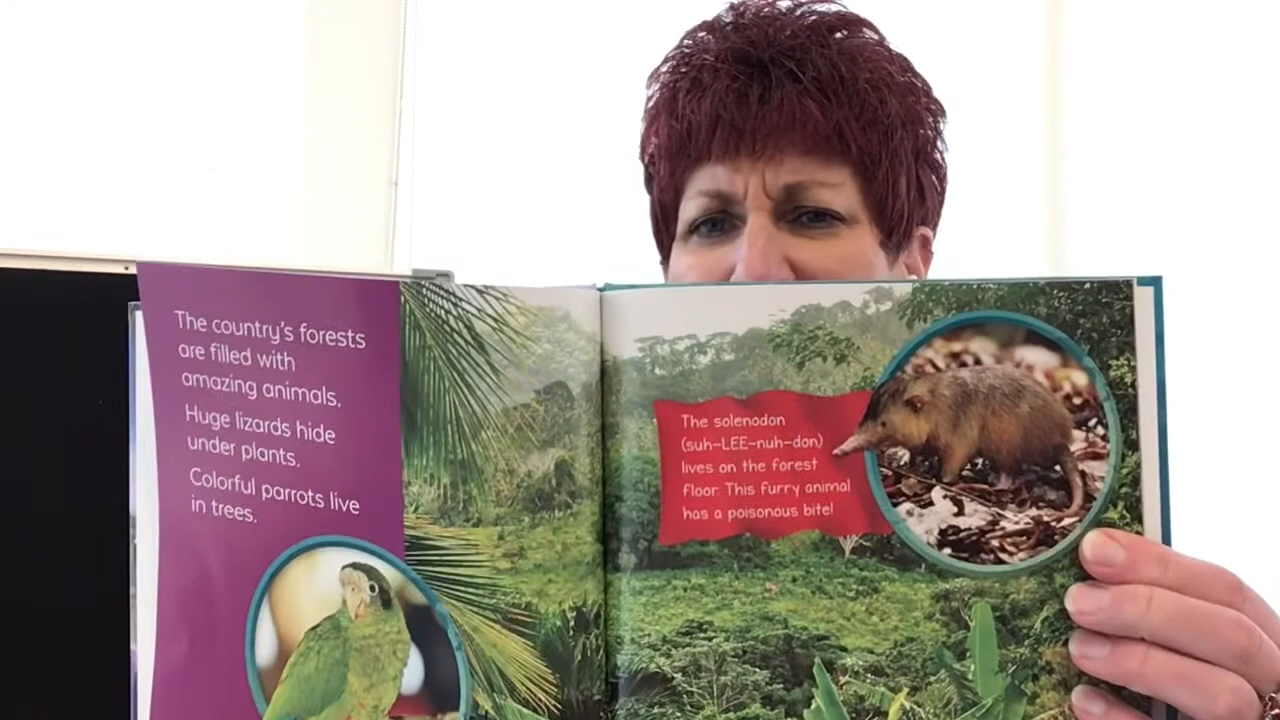 The country's forests
are filled with
amazing animals.
Huge lizards hide
under plants.
Colorful parrots live
in trees.
The solenodon
(suh-LEE-nuh-don)
lives on the forest
floor. This furry animal
has a poisonous bite!